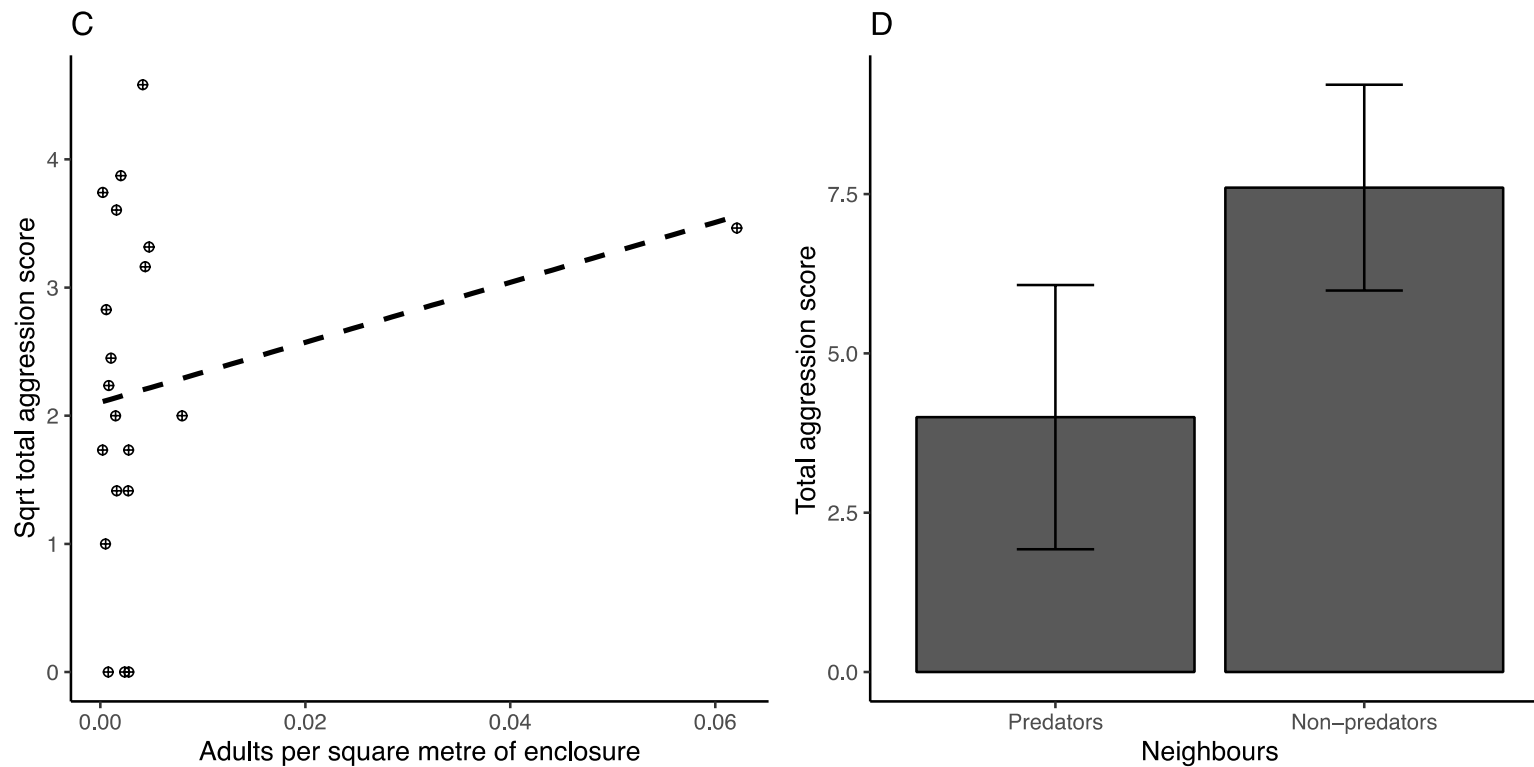 C
Sqrt total aggression score
4
3
2
1
0
0.00
0.02
0.04
0.06
Adults per square metre of enclosure
D
Total aggression score
7.5
5.0
2.5
0.0
Predators
Non−predators
Neighbours